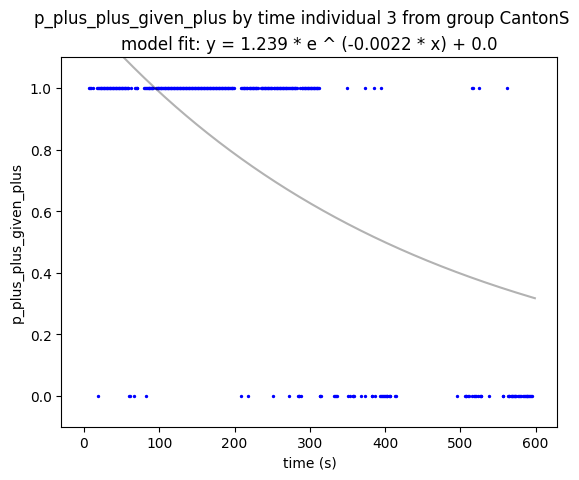 p_plus_plus_given_plus by time individual 3 from group CantonS
model fit: y = 1.239 * e ^ (-0.0022 * x) + 0.0
1.0
0.8
0.6
0.4
0.2
0.0
p_plus_plus_given_plus
0 100 200 300 400 500 600
time (s)